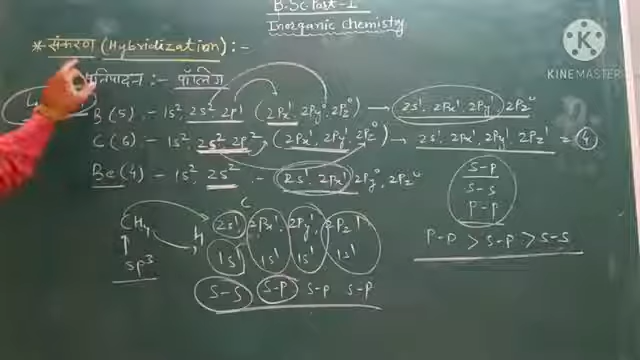 B.Sc. Part-I
Inorganic Chemistry
* संकरण (Hybridization) :-
प्रतिपादन :- पॉलिंग
B(5) :- 1s², 2s² 2p¹ (2Px¹, 2Py⁰, 2Pz⁰) → 2s¹, 2Px¹, 2Py¹, 2Pz⁰
C(6) :- 1s², 2s² 2p², (2Px¹, 2Py¹, 2Pz⁰) → 2s¹, 2Px¹, 2Py¹, 2Pz¹ = 4
Be(4) :- 1s², 2s² - 2s¹, 2Px¹, 2Py⁰, 2Pz⁰
S-P
S-S
P-P
P-P > S-P > S-S
C
CH₄ 2s¹ 2Px¹ 2Py¹ 2Pz¹
H 1s¹ 1s¹ 1s¹ 1s¹
sp³
S-S S-P S-P S-P
KINEMASTER